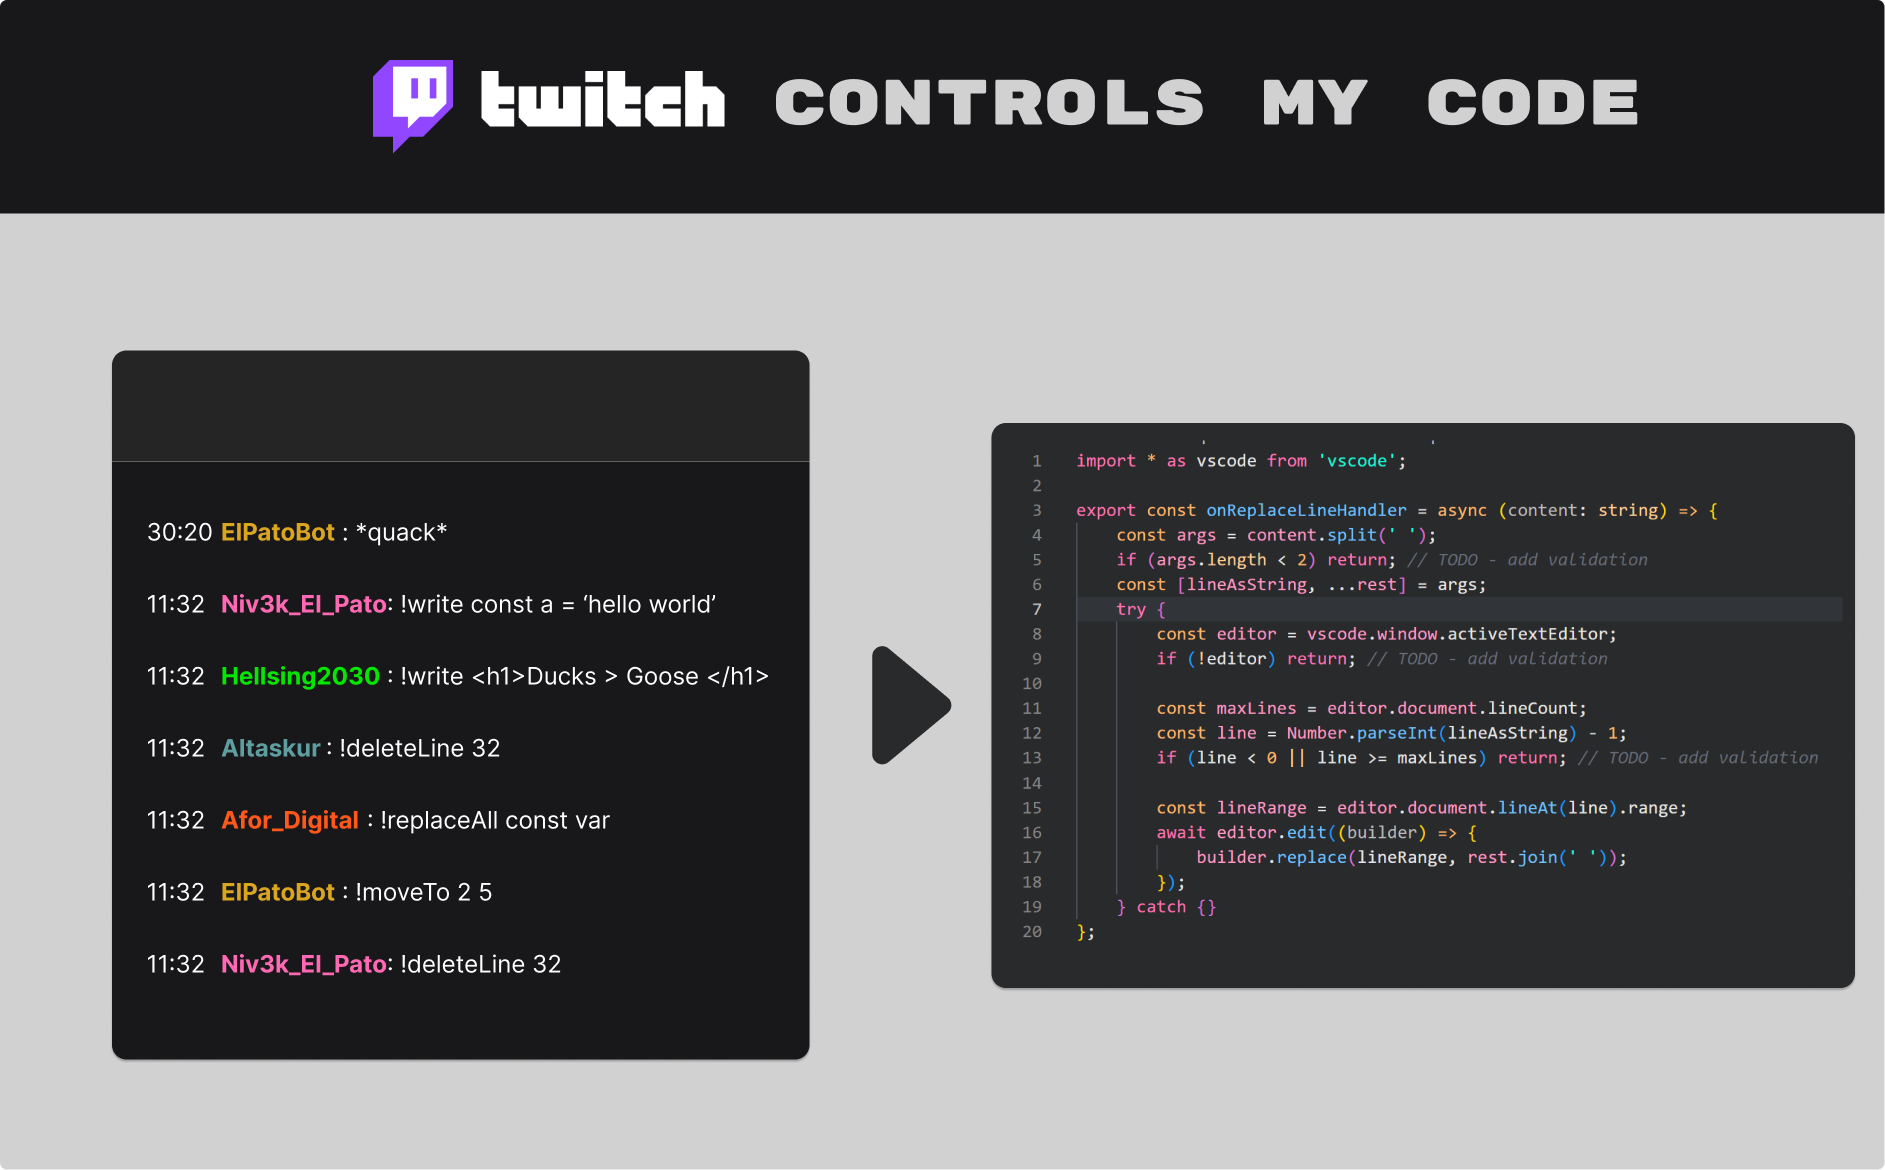 twitch CONTROLS MY CODE
30:20 ElPatoBot : *quack*
11:32 Niv3k_El_Pato: !write const a = ‘hello world’
11:32 Hellsing2030 : !write <h1>Ducks > Goose </h1>
11:32 Altaskur : !deleteLine 32
11:32 Afor_Digital : !replaceAll const var
11:32 ElPatoBot : !moveTo 2 5
11:32 Niv3k_El_Pato: !deleteLine 32
1 import * as vscode from 'vscode';
2
3 export const onReplaceLineHandler = async (content: string) => {
4 const args = content.split(' ');
5 if (args.length < 2) return; // TODO - add validation
6 const [lineAsString, ...rest] = args;
7 try {
8 const editor = vscode.window.activeTextEditor;
9 if (!editor) return; // TODO - add validation
10
11 const maxLines = editor.document.lineCount;
12 const line = Number.parseInt(lineAsString) - 1;
13 if (line < 0 || line >= maxLines) return; // TODO - add validation
14
15 const lineRange = editor.document.lineAt(line).range;
16 await editor.edit((builder) => {
17 builder.replace(lineRange, rest.join(' '));
18 });
19 } catch {}
20 };